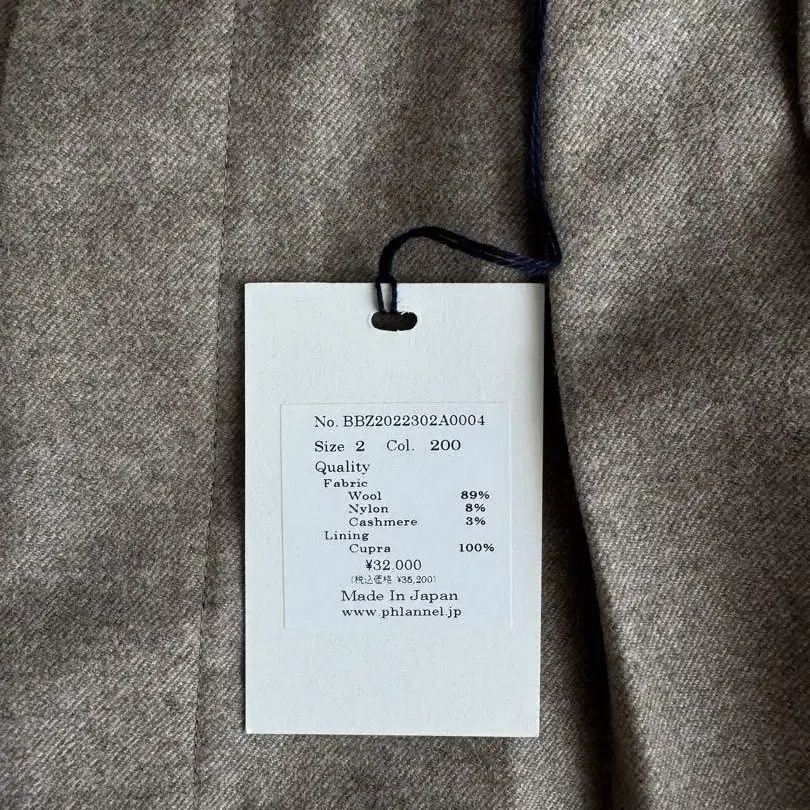 No. BBZ2022302A0004
Size 2 Col. 200
Quality
Fabric
Wool 89%
Nylon 8%
Cashmere 3%
Lining
Cupra 100%
¥32,000
(税込価格 ¥35,200)
Made In Japan
www.phlannel.jp